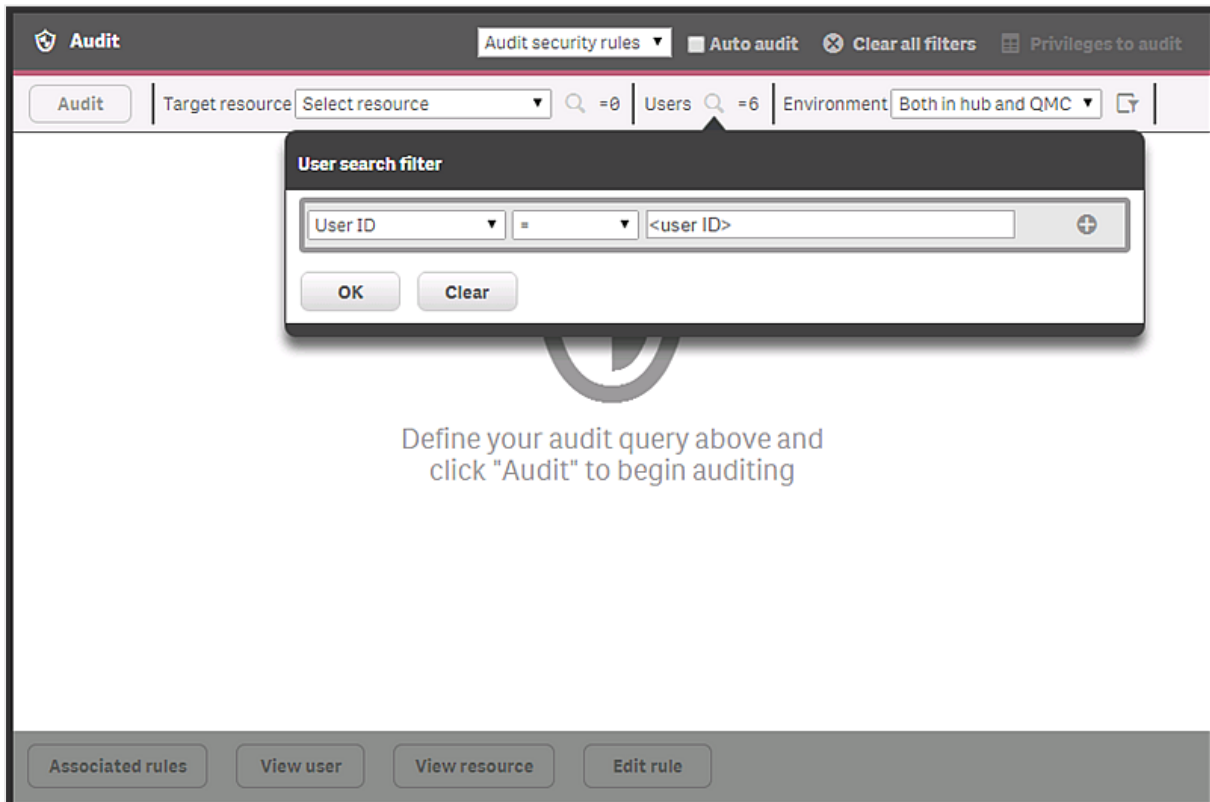 Audit Audit security rules Auto audit Clear all filters Privileges to audit
Audit Target resource Select resource =0 Users =6 Environment Both in hub and QMC
User search filter
User ID = <user ID>
OK Clear
Define your audit query above and
click "Audit" to begin auditing
Associated rules View user View resource Edit rule